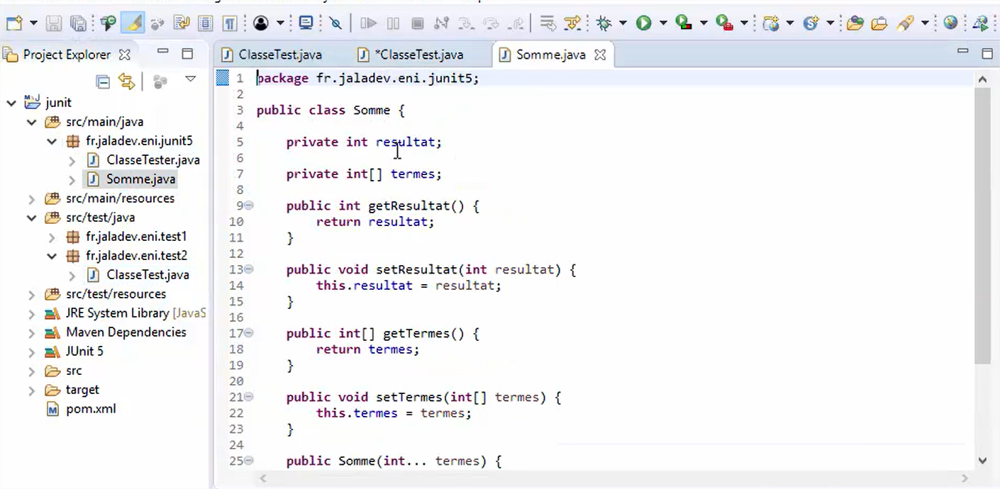 Project Explorer
ClasseTest.java
*ClasseTest.java
Somme.java
junit
src/main/java
fr.jaladev.eni.junit5
ClasseTester.java
Somme.java
src/main/resources
src/test/java
fr.jaladev.eni.test1
fr.jaladev.eni.test2
ClasseTest.java
src/test/resources
JRE System Library [JavaS
Maven Dependencies
JUnit 5
src
target
pom.xml
1 package fr.jaladev.eni.junit5;
2
3 public class Somme {
4
5 private int resultat;
6
7 private int[] termes;
8
9 public int getResultat() {
10 return resultat;
11 }
12
13 public void setResultat(int resultat) {
14 this.resultat = resultat;
15 }
16
17 public int[] getTermes() {
18 return termes;
19 }
20
21 public void setTermes(int[] termes) {
22 this.termes = termes;
23 }
24
25 public Somme(int... termes) {